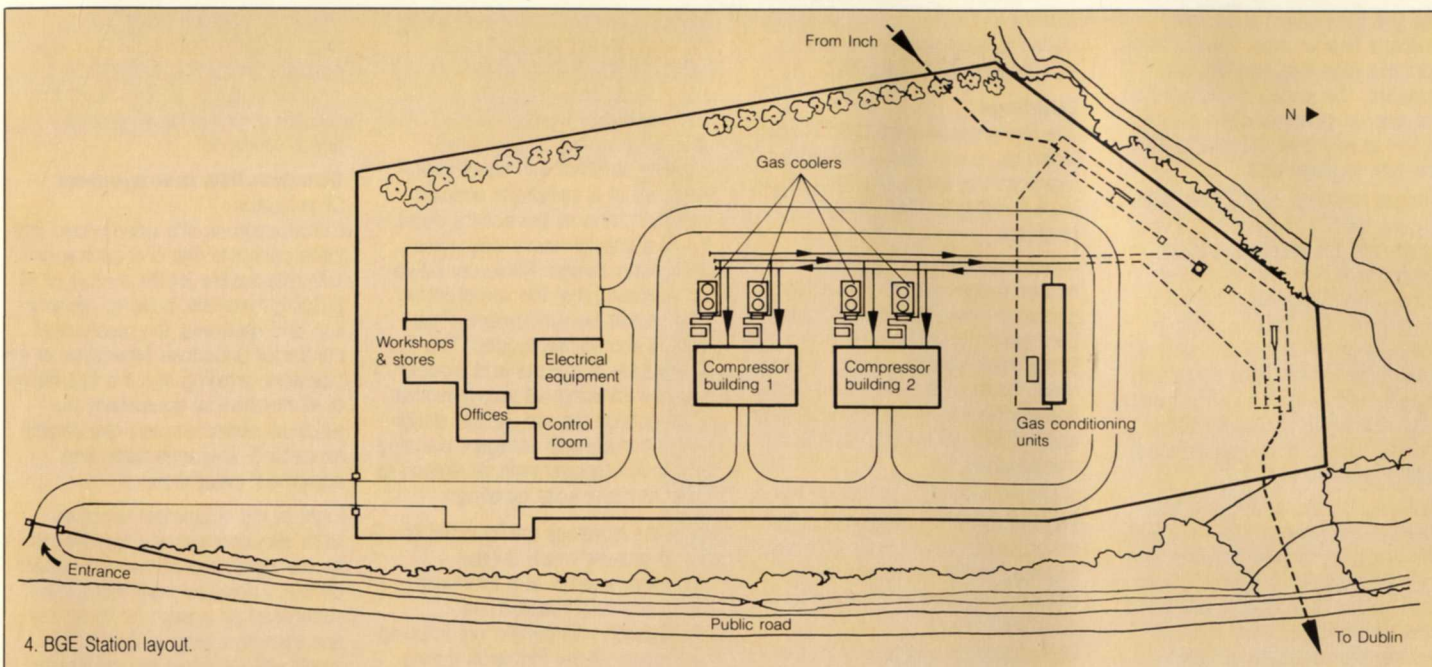 From Inch
N
Gas coolers
Workshops
& stores
Electrical
equipment
Compressor
building 1
Compressor
building 2
Offices
Control
room
Gas conditioning
units
Entrance
Public road
4. BGE Station layout.
To Dublin